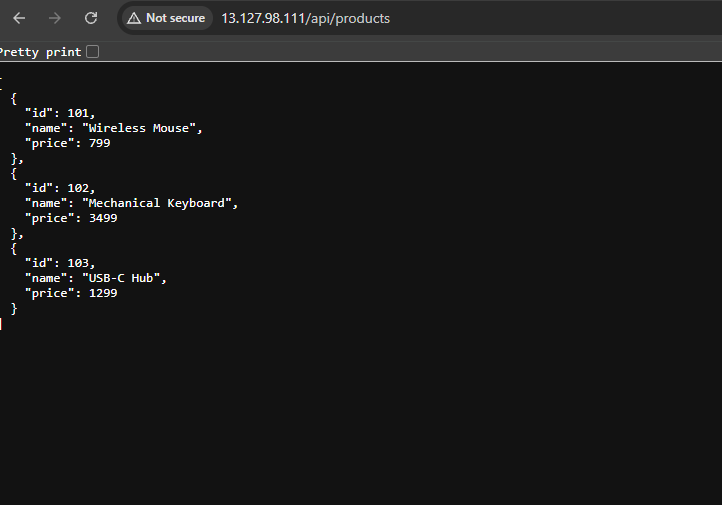 Not secure 13.127.98.111/api/products
Pretty print
[
  {
    "id": 101,
    "name": "Wireless Mouse",
    "price": 799
  },
  {
    "id": 102,
    "name": "Mechanical Keyboard",
    "price": 3499
  },
  {
    "id": 103,
    "name": "USB-C Hub",
    "price": 1299
  }
]